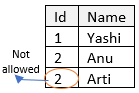 Id Name
1 Yashi
2 Anu
Not allowed
2 Arti